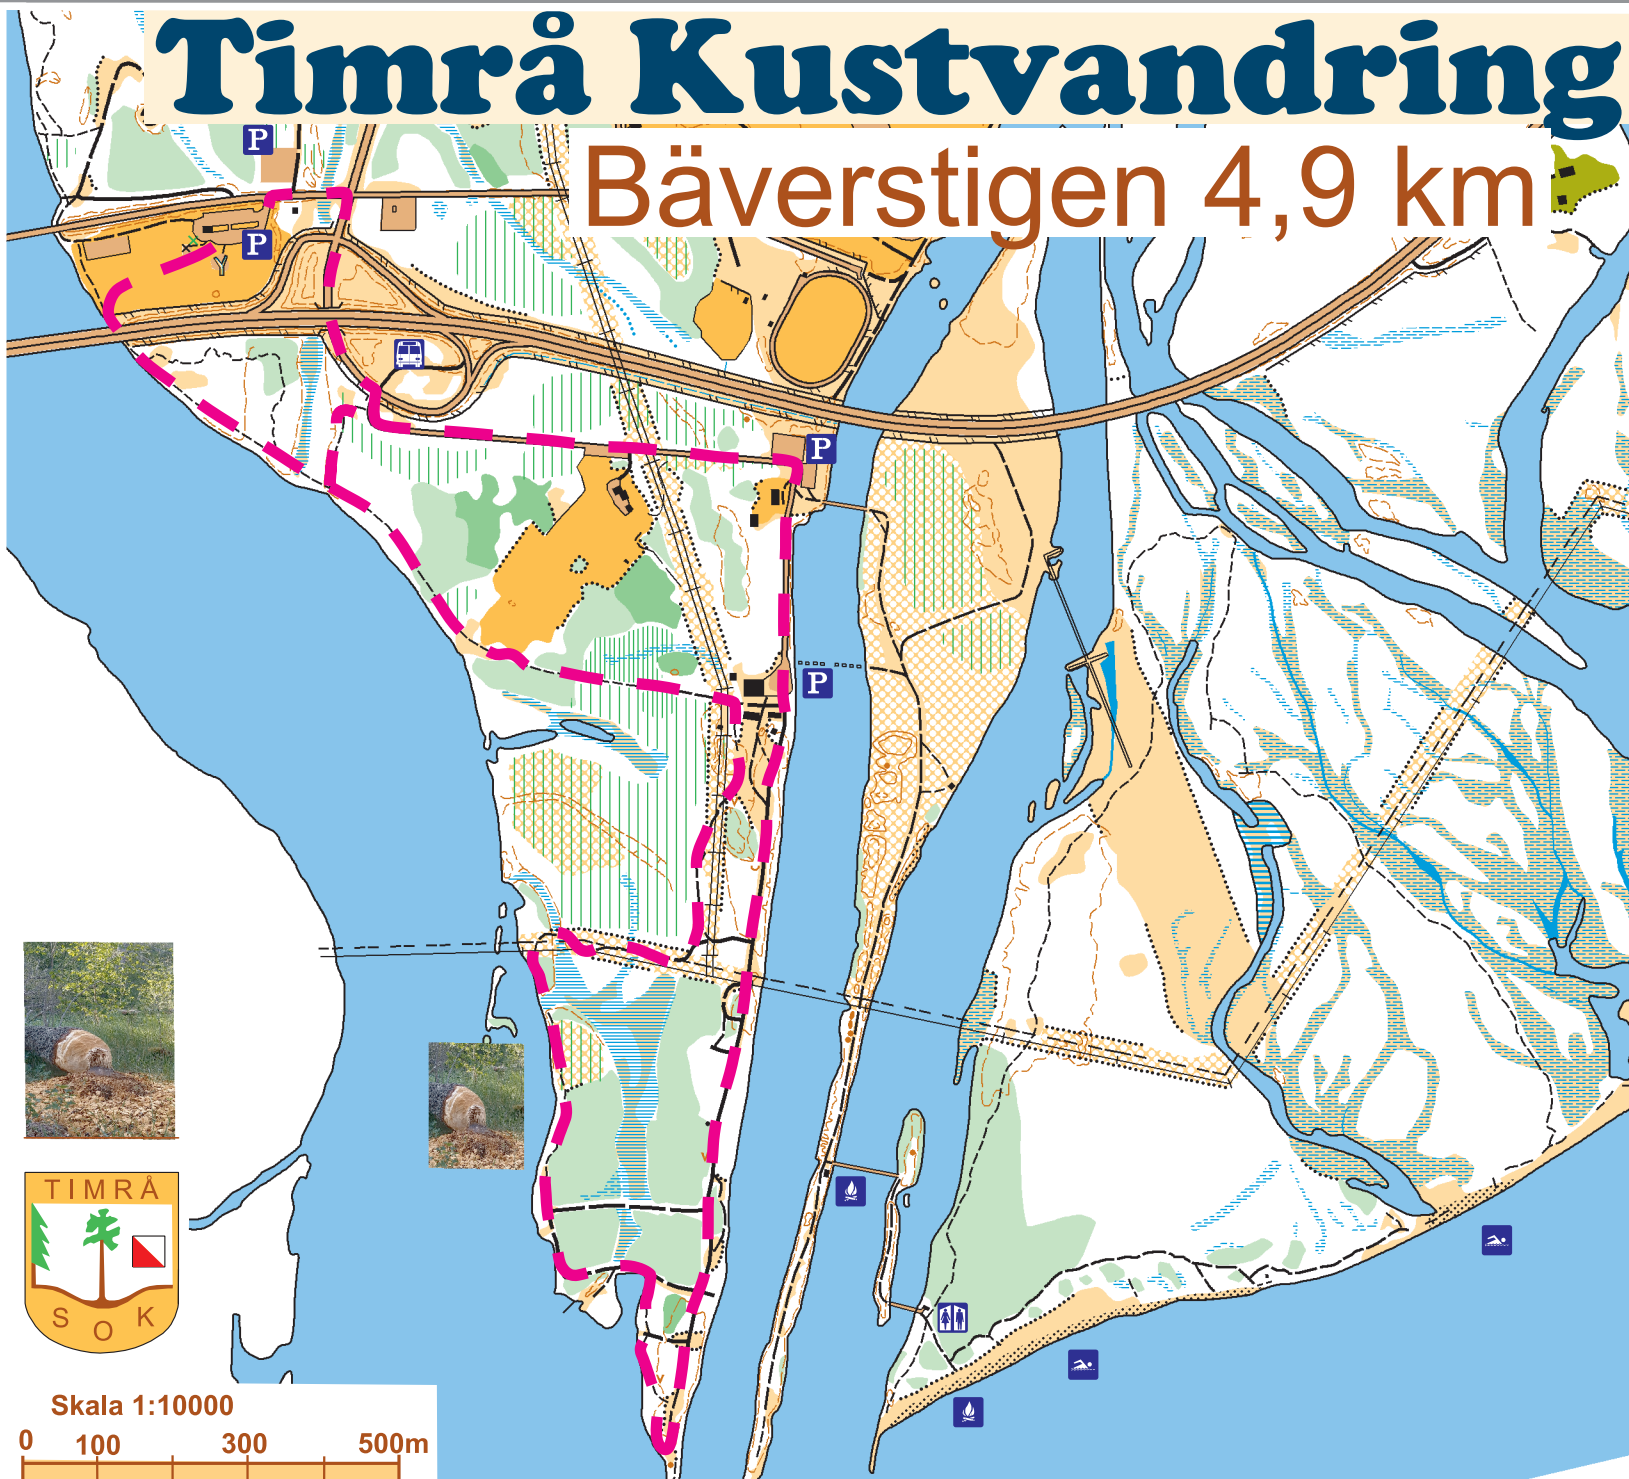 Timrå Kustvandring
Bäverstigen 4,9 km
P
P
P
P
TIMRÅ
S O K
Skala 1:10000
0 100 300 500m